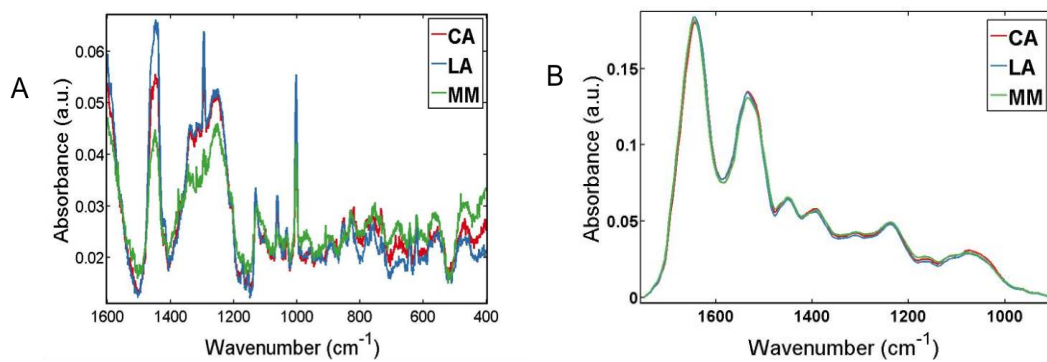 A
Absorbance (a.u.)
0.06
0.05
0.04
0.03
0.02
CA
LA
MM
1600 1400 1200 1000 800 600 400
Wavenumber (cm⁻¹)
B
Absorbance (a.u.)
0.15
0.1
0.05
0
CA
LA
MM
1600 1400 1200 1000
Wavenumber (cm⁻¹)